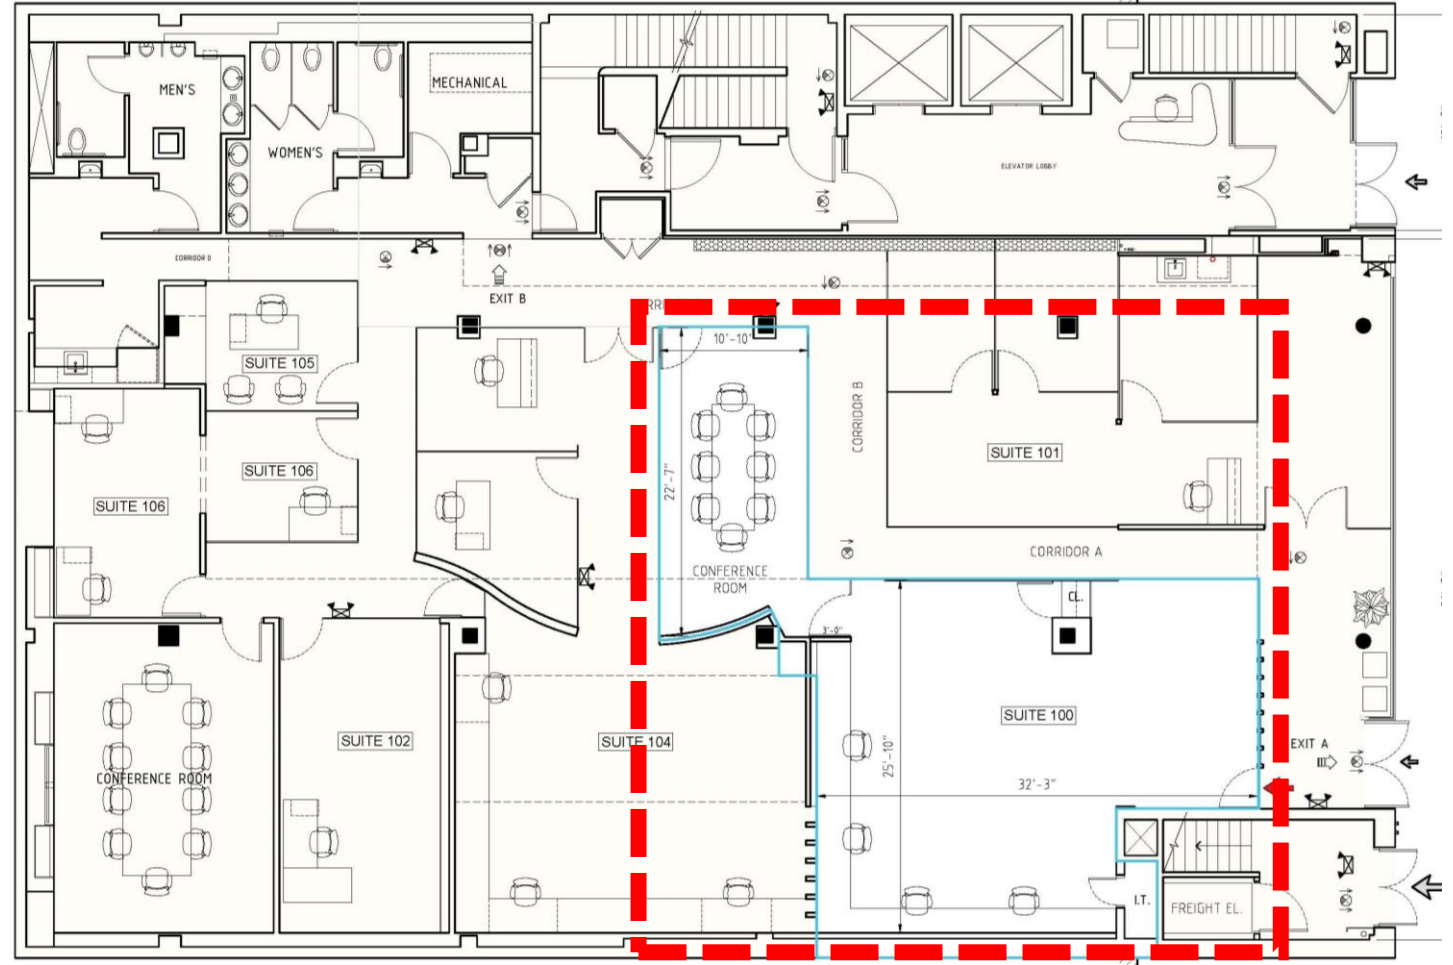 MEN'S
MECHANICAL
WOMEN'S
ELEVATOR LOBBY
CORRIDOR D
EXIT B
10'-10"
SUITE 105
CORRIDOR B
SUITE 101
SUITE 106
22'-7"
SUITE 106
CORRIDOR A
CONFERENCE
ROOM
CL.
3'-0"
SUITE 100
SUITE 102
SUITE 104
EXIT A
25'-10"
CONFERENCE ROOM
32'-3"
I.T.
FREIGHT EL.